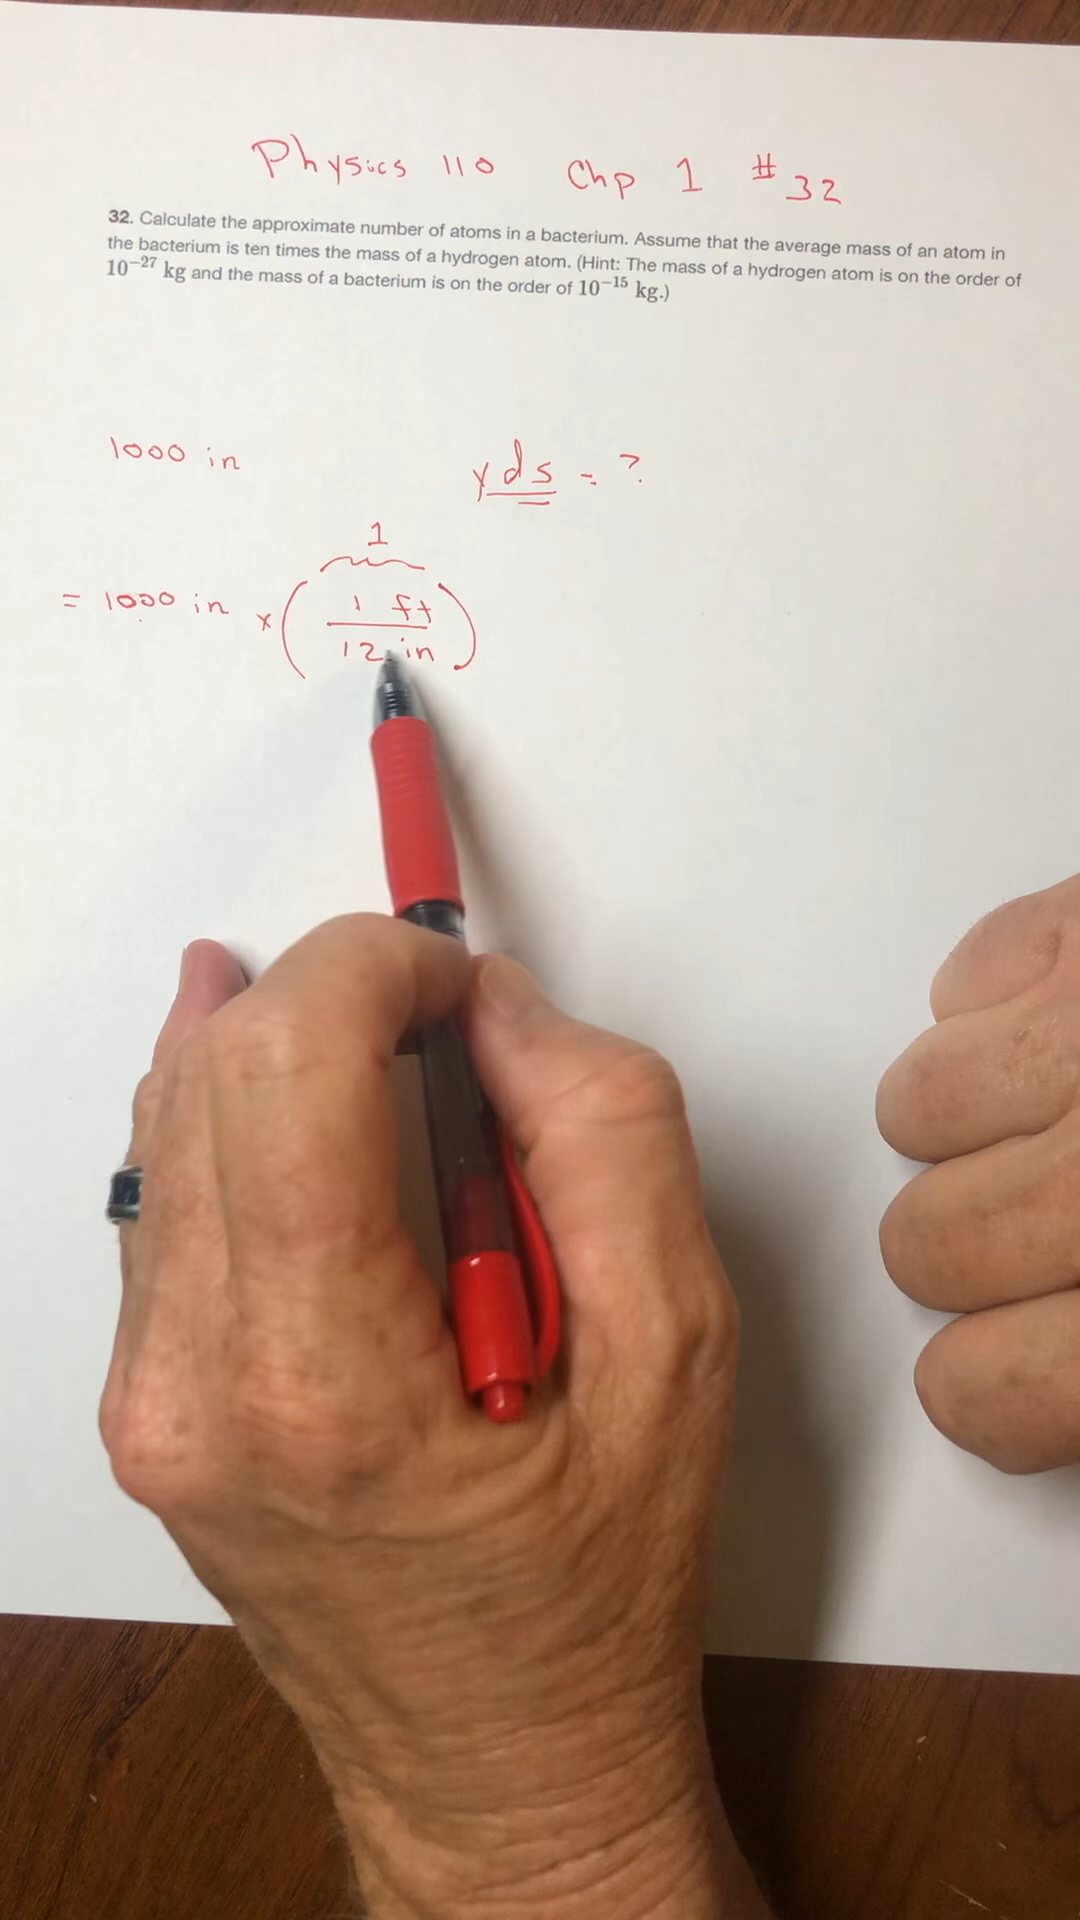 Physics 110 Chp 1 # 32
32. Calculate the approximate number of atoms in a bacterium. Assume that the average mass of an atom in
the bacterium is ten times the mass of a hydrogen atom. (Hint: The mass of a hydrogen atom is on the order of
10⁻²⁷ kg and the mass of a bacterium is on the order of 10⁻¹⁵ kg.)
1000 in yds = ?
1
= 1000 in x ( 1 ft
12 in )